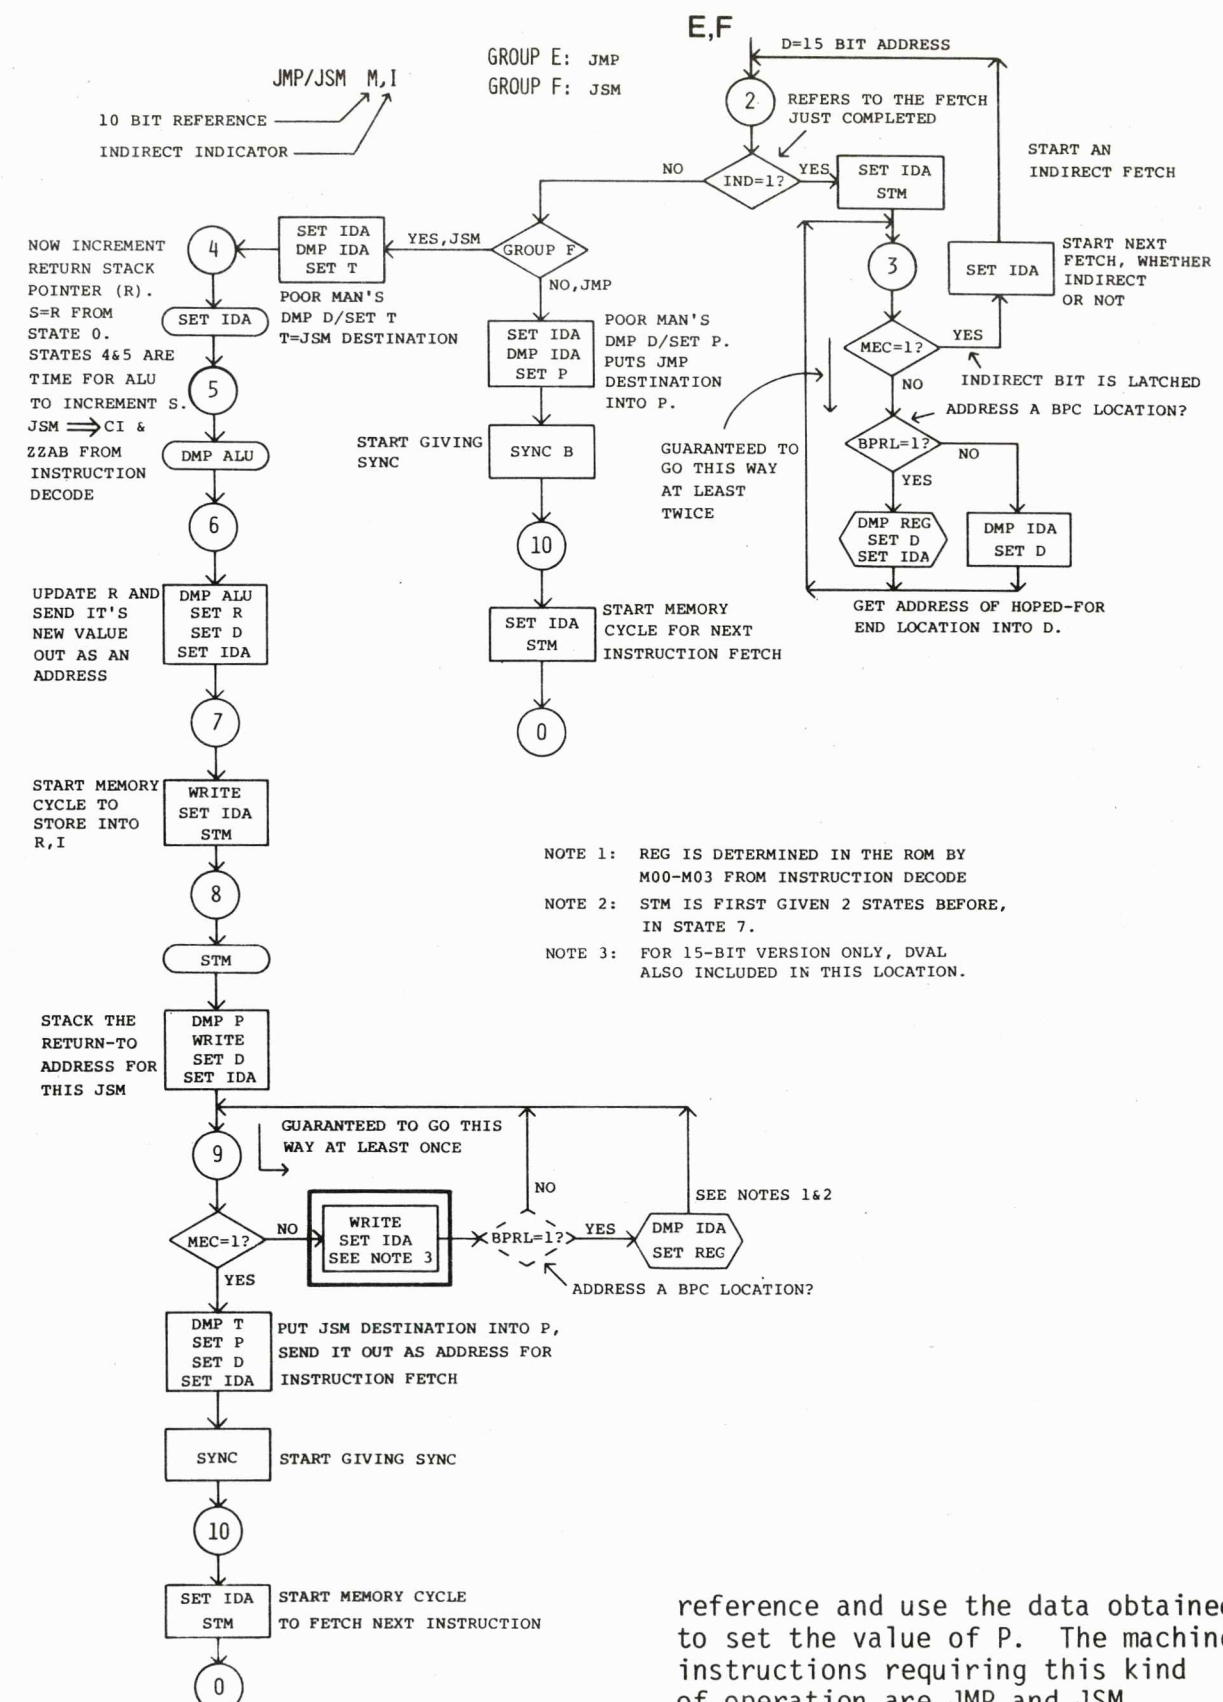 E,F
D=15 BIT ADDRESS
GROUP E: JMP
GROUP F: JSM
JMP/JSM M,I
10 BIT REFERENCE
INDIRECT INDICATOR
2
REFERS TO THE FETCH
JUST COMPLETED
IND=1?
NO
YES
SET IDA
STM
START AN
INDIRECT FETCH
3
SET IDA
START NEXT
FETCH, WHETHER
INDIRECT
OR NOT
MEC=1?
YES
NO
INDIRECT BIT IS LATCHED
ADDRESS A BPC LOCATION?
BPRL=1?
NO
YES
GUARANTEED TO
GO THIS WAY
AT LEAST
TWICE
DMP REG
SET D
SET IDA
DMP IDA
SET D
GET ADDRESS OF HOPED-FOR
END LOCATION INTO D.
GROUP F
YES,JSM
NO,JMP
SET IDA
DMP IDA
SET P
POOR MAN'S
DMP D/SET P.
PUTS JMP
DESTINATION
INTO P.
START GIVING
SYNC
SYNC B
10
SET IDA
STM
START MEMORY
CYCLE FOR NEXT
INSTRUCTION FETCH
0
SET IDA
DMP IDA
SET T
POOR MAN'S
DMP D/SET T
T=JSM DESTINATION
4
NOW INCREMENT
RETURN STACK
POINTER (R).
S=R FROM
STATE 0.
STATES 4&5 ARE
TIME FOR ALU
TO INCREMENT S.
JSM ⟹ CI &
ZZAB FROM
INSTRUCTION
DECODE
SET IDA
5
DMP ALU
6
UPDATE R AND
SEND IT'S
NEW VALUE
OUT AS AN
ADDRESS
DMP ALU
SET R
SET D
SET IDA
7
START MEMORY
CYCLE TO
STORE INTO
R,I
WRITE
SET IDA
STM
8
STM
STACK THE
RETURN-TO
ADDRESS FOR
THIS JSM
DMP P
WRITE
SET D
SET IDA
NOTE 1: REG IS DETERMINED IN THE ROM BY
M00-M03 FROM INSTRUCTION DECODE
NOTE 2: STM IS FIRST GIVEN 2 STATES BEFORE,
IN STATE 7.
NOTE 3: FOR 15-BIT VERSION ONLY, DVAL
ALSO INCLUDED IN THIS LOCATION.
9
GUARANTEED TO GO THIS
WAY AT LEAST ONCE
MEC=1?
NO
YES
WRITE
SET IDA
SEE NOTE 3
BPRL=1?
NO
YES
ADDRESS A BPC LOCATION?
SEE NOTES 1&2
DMP IDA
SET REG
DMP T
SET P
SET D
SET IDA
PUT JSM DESTINATION INTO P,
SEND IT OUT AS ADDRESS FOR
INSTRUCTION FETCH
SYNC
START GIVING SYNC
10
SET IDA
STM
START MEMORY CYCLE
TO FETCH NEXT INSTRUCTION
0
reference and use the data obtained
to set the value of P. The machine
instructions requiring this kind
of operation are JMP and JSM